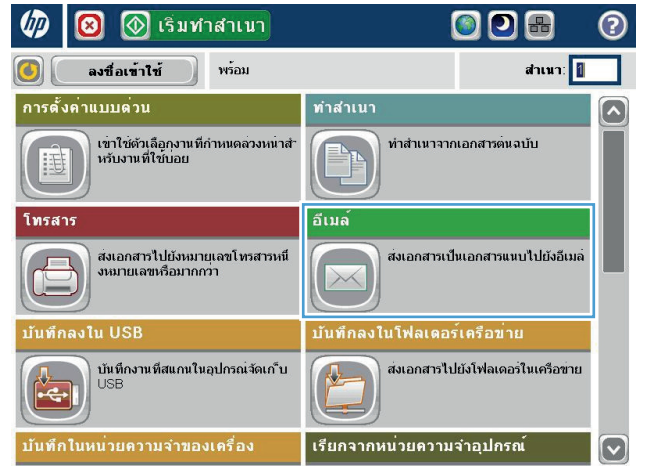 hp
เริ่มทำสำเนา
?
ลงชื่อเข้าใช้
พร้อม
สำเนา: 1
การตั้งค่าแบบด่วน
เข้าใช้ตัวเลือกงานที่กำหนดล่วงหน้าสำ
หรับงานที่ใช้บ่อย
ทำสำเนา
ทำสำเนาจากเอกสารต้นฉบับ
โทรสาร
ส่งเอกสารไปยังหมายเลขโทรสารหนึ่
งหมายเลขหรือมากกว่า
อีเมล์
ส่งเอกสารเป็นเอกสารแนบไปยังอีเมล
บันทึกลงใน USB
บันทึกงานที่สแกนในอุปกรณ์จัดเก็บ
USB
บันทึกลงในโฟลเดอร์เครือข่าย
ส่งเอกสารไปยังโฟลเดอร์ในเครือข่าย
บันทึกในหน่วยความจำของเครื่อง
เรียกจากหน่วยความจำอุปกรณ์